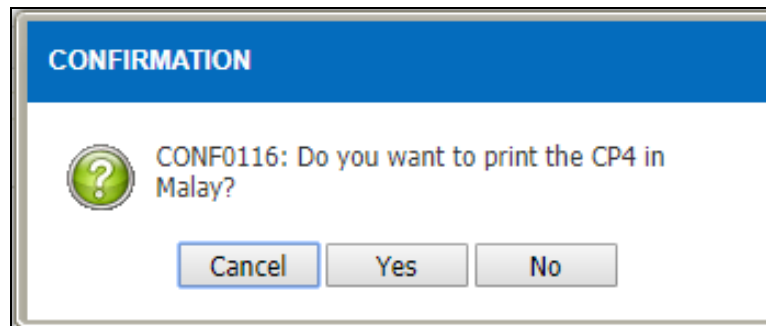 CONFIRMATION
CONF0116: Do you want to print the CP4 in
Malay?
Cancel Yes No